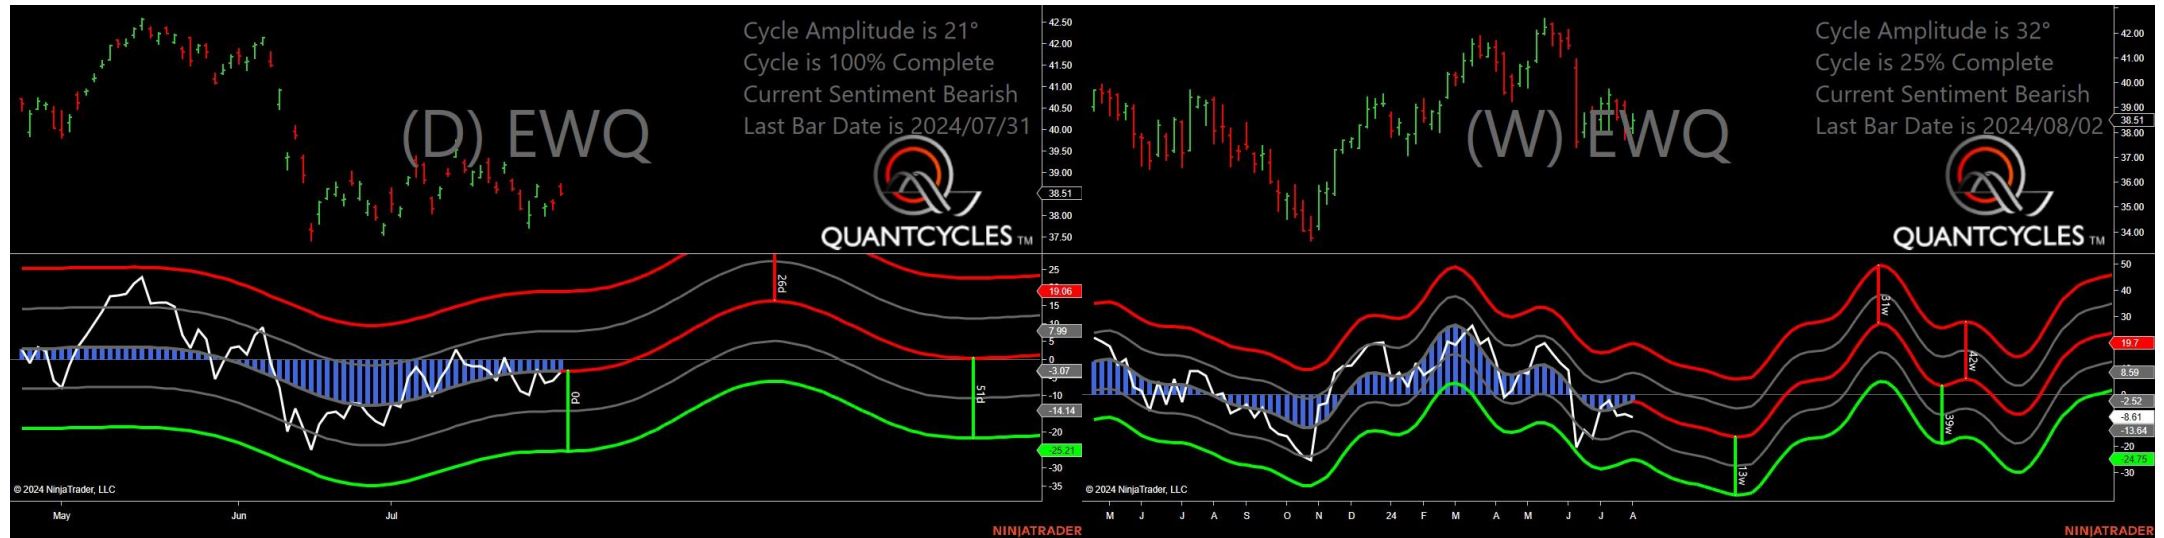 Cycle Amplitude is 21°
Cycle is 100% Complete
Current Sentiment Bearish
Last Bar Date is 2024/07/31
(D) EWQ
QUANTCYCLES TM
42.50
42.00
41.50
41.00
40.50
40.00
39.50
39.00
38.51
38.00
37.50
25
19.06
15
10
7.99
5
0
-3.07
-10
-14.14
-20
-25.21
-30
-35
26d
0d
51d
© 2024 NinjaTrader, LLC
May
Jun
Jul
NINJATRADER
Cycle Amplitude is 32°
Cycle is 25% Complete
Current Sentiment Bearish
Last Bar Date is 2024/08/02
(W) EWQ
QUANTCYCLES TM
42.00
41.00
40.00
39.00
38.51
38.00
37.00
36.00
35.00
34.00
50
40
30
19.7
8.59
-2.52
-8.61
-13.64
-20
-24.75
-30
31w
42w
39w
13w
© 2024 NinjaTrader, LLC
M J J A S O N D 24 F M A M J J A
NINJATRADER